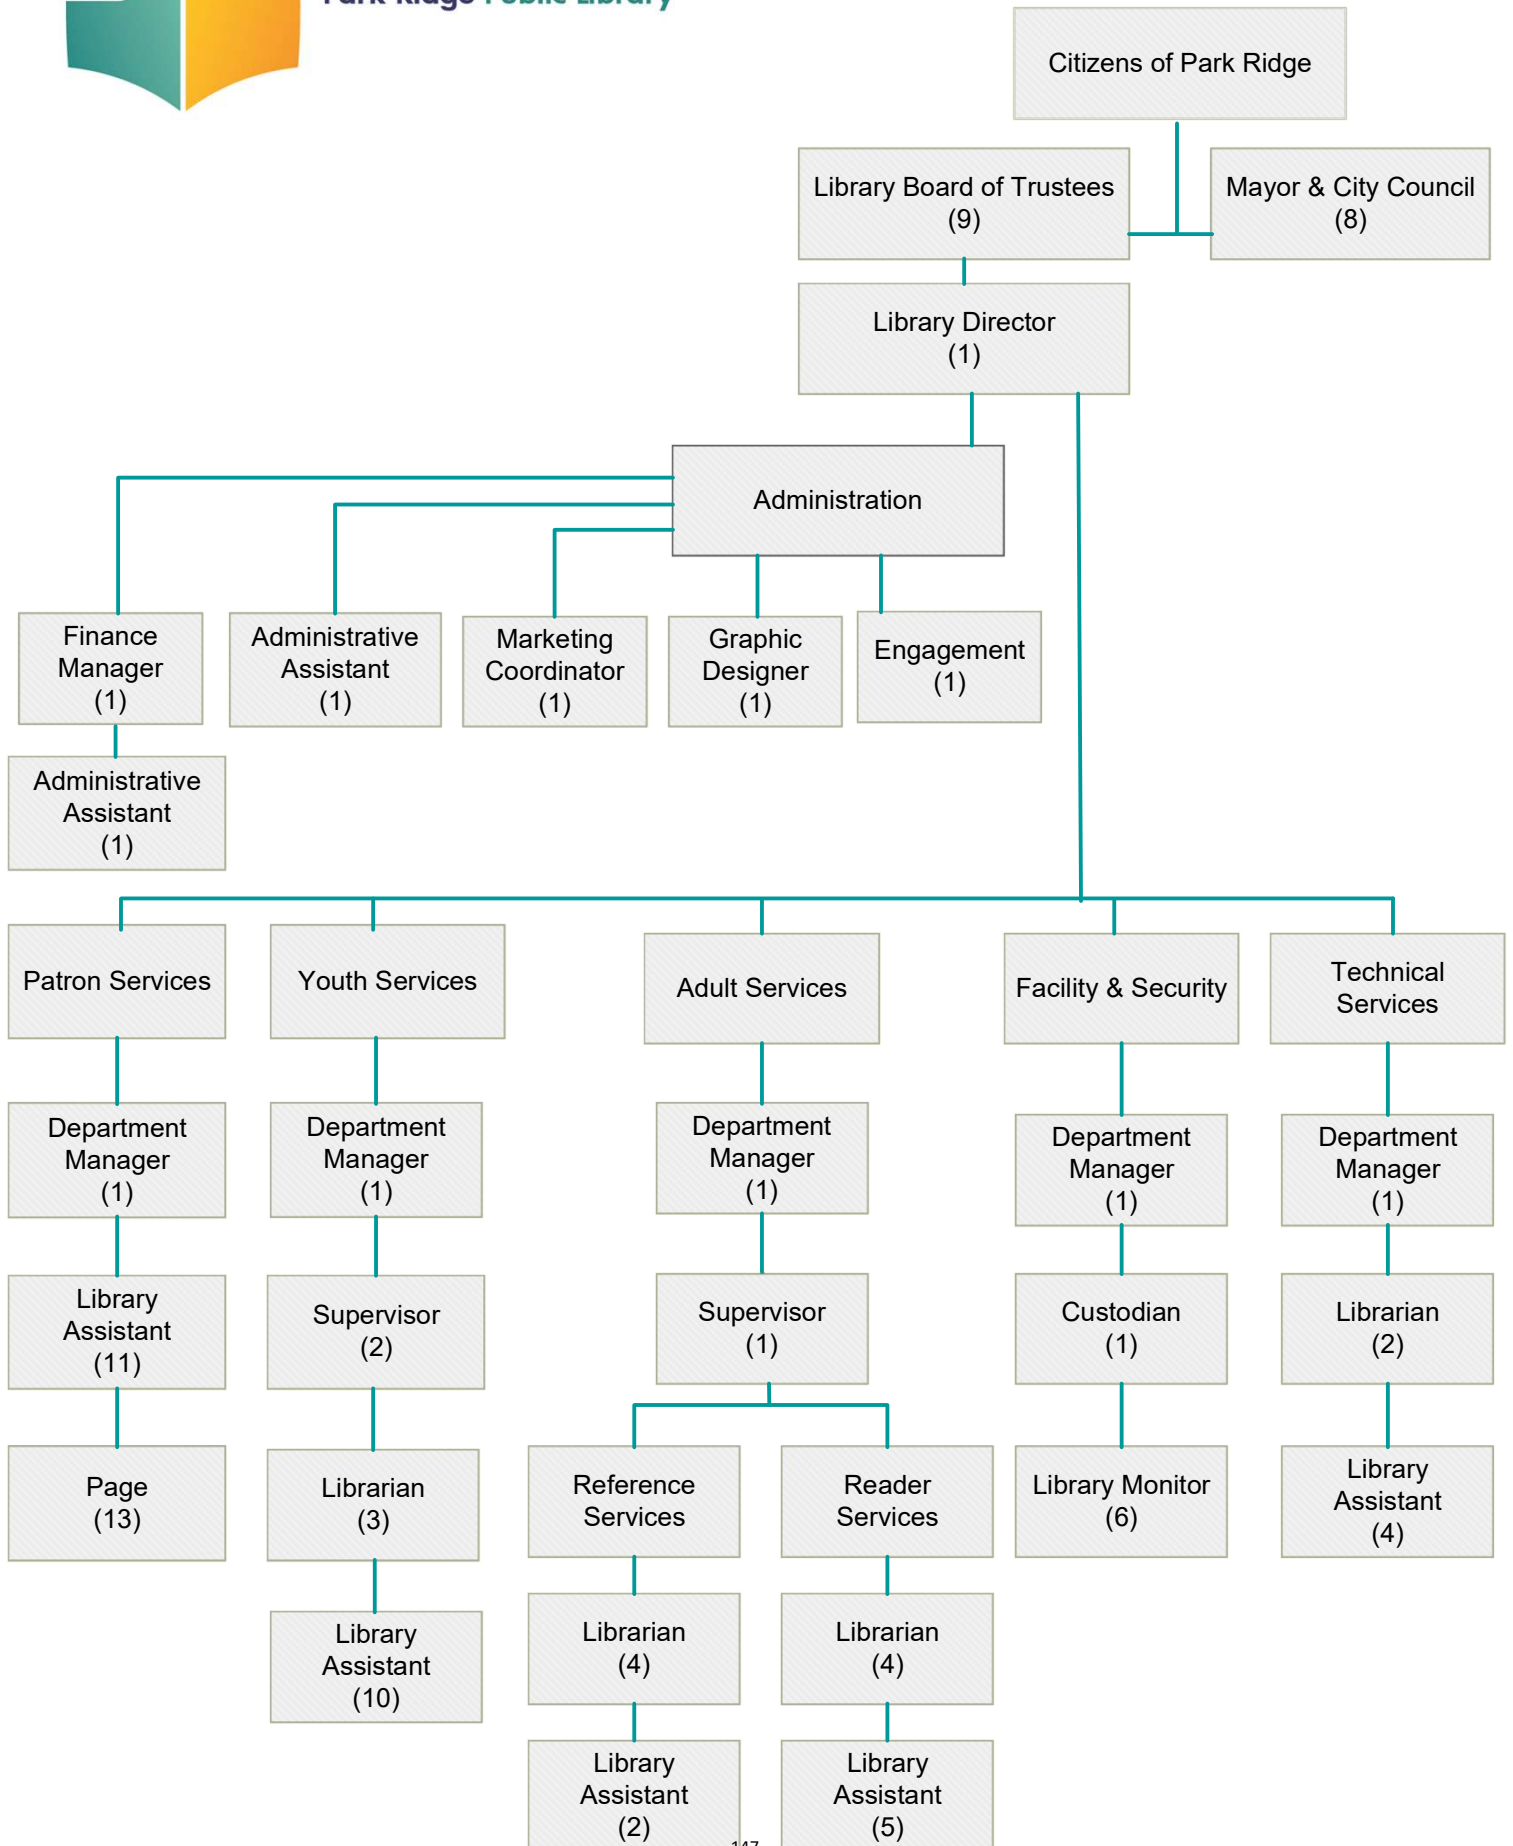 Park Ridge Public Library
Citizens of Park Ridge
Library Board of Trustees
(9)
Mayor & City Council
(8)
Library Director
(1)
Administration
Finance
Manager
(1)
Administrative
Assistant
(1)
Marketing
Coordinator
(1)
Graphic
Designer
(1)
Engagement
(1)
Administrative
Assistant
(1)
Patron Services
Youth Services
Adult Services
Facility & Security
Technical
Services
Department
Manager
(1)
Department
Manager
(1)
Department
Manager
(1)
Department
Manager
(1)
Department
Manager
(1)
Library
Assistant
(11)
Supervisor
(2)
Supervisor
(1)
Custodian
(1)
Librarian
(2)
Page
(13)
Librarian
(3)
Reference
Services
Reader
Services
Library Monitor
(6)
Library
Assistant
(4)
Library
Assistant
(10)
Librarian
(4)
Librarian
(4)
Library
Assistant
(2)
Library
Assistant
(5)
147